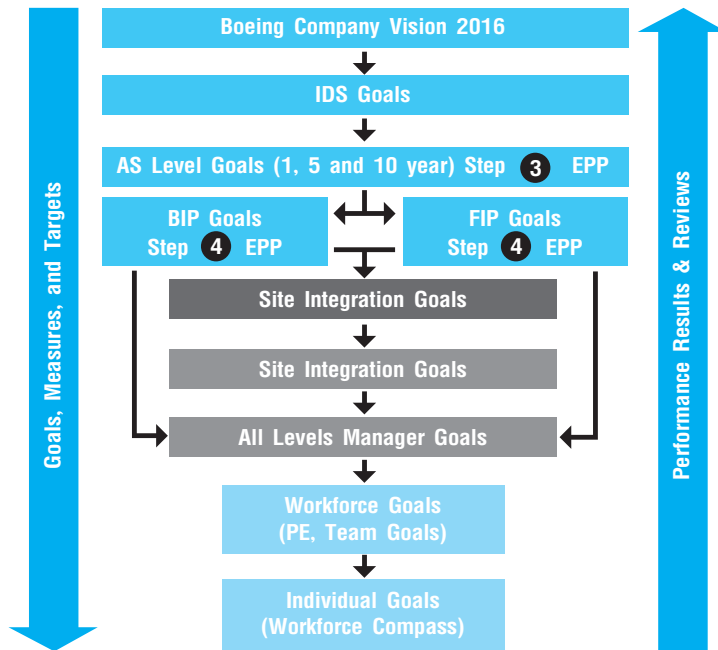 Boeing Company Vision 2016
IDS Goals
AS Level Goals (1, 5 and 10 year) Step 3 EPP
BIP Goals
Step 4 EPP
FIP Goals
Step 4 EPP
Site Integration Goals
Site Integration Goals
All Levels Manager Goals
Workforce Goals
(PE, Team Goals)
Individual Goals
(Workforce Compass)
Goals, Measures, and Targets
Performance Results & Reviews